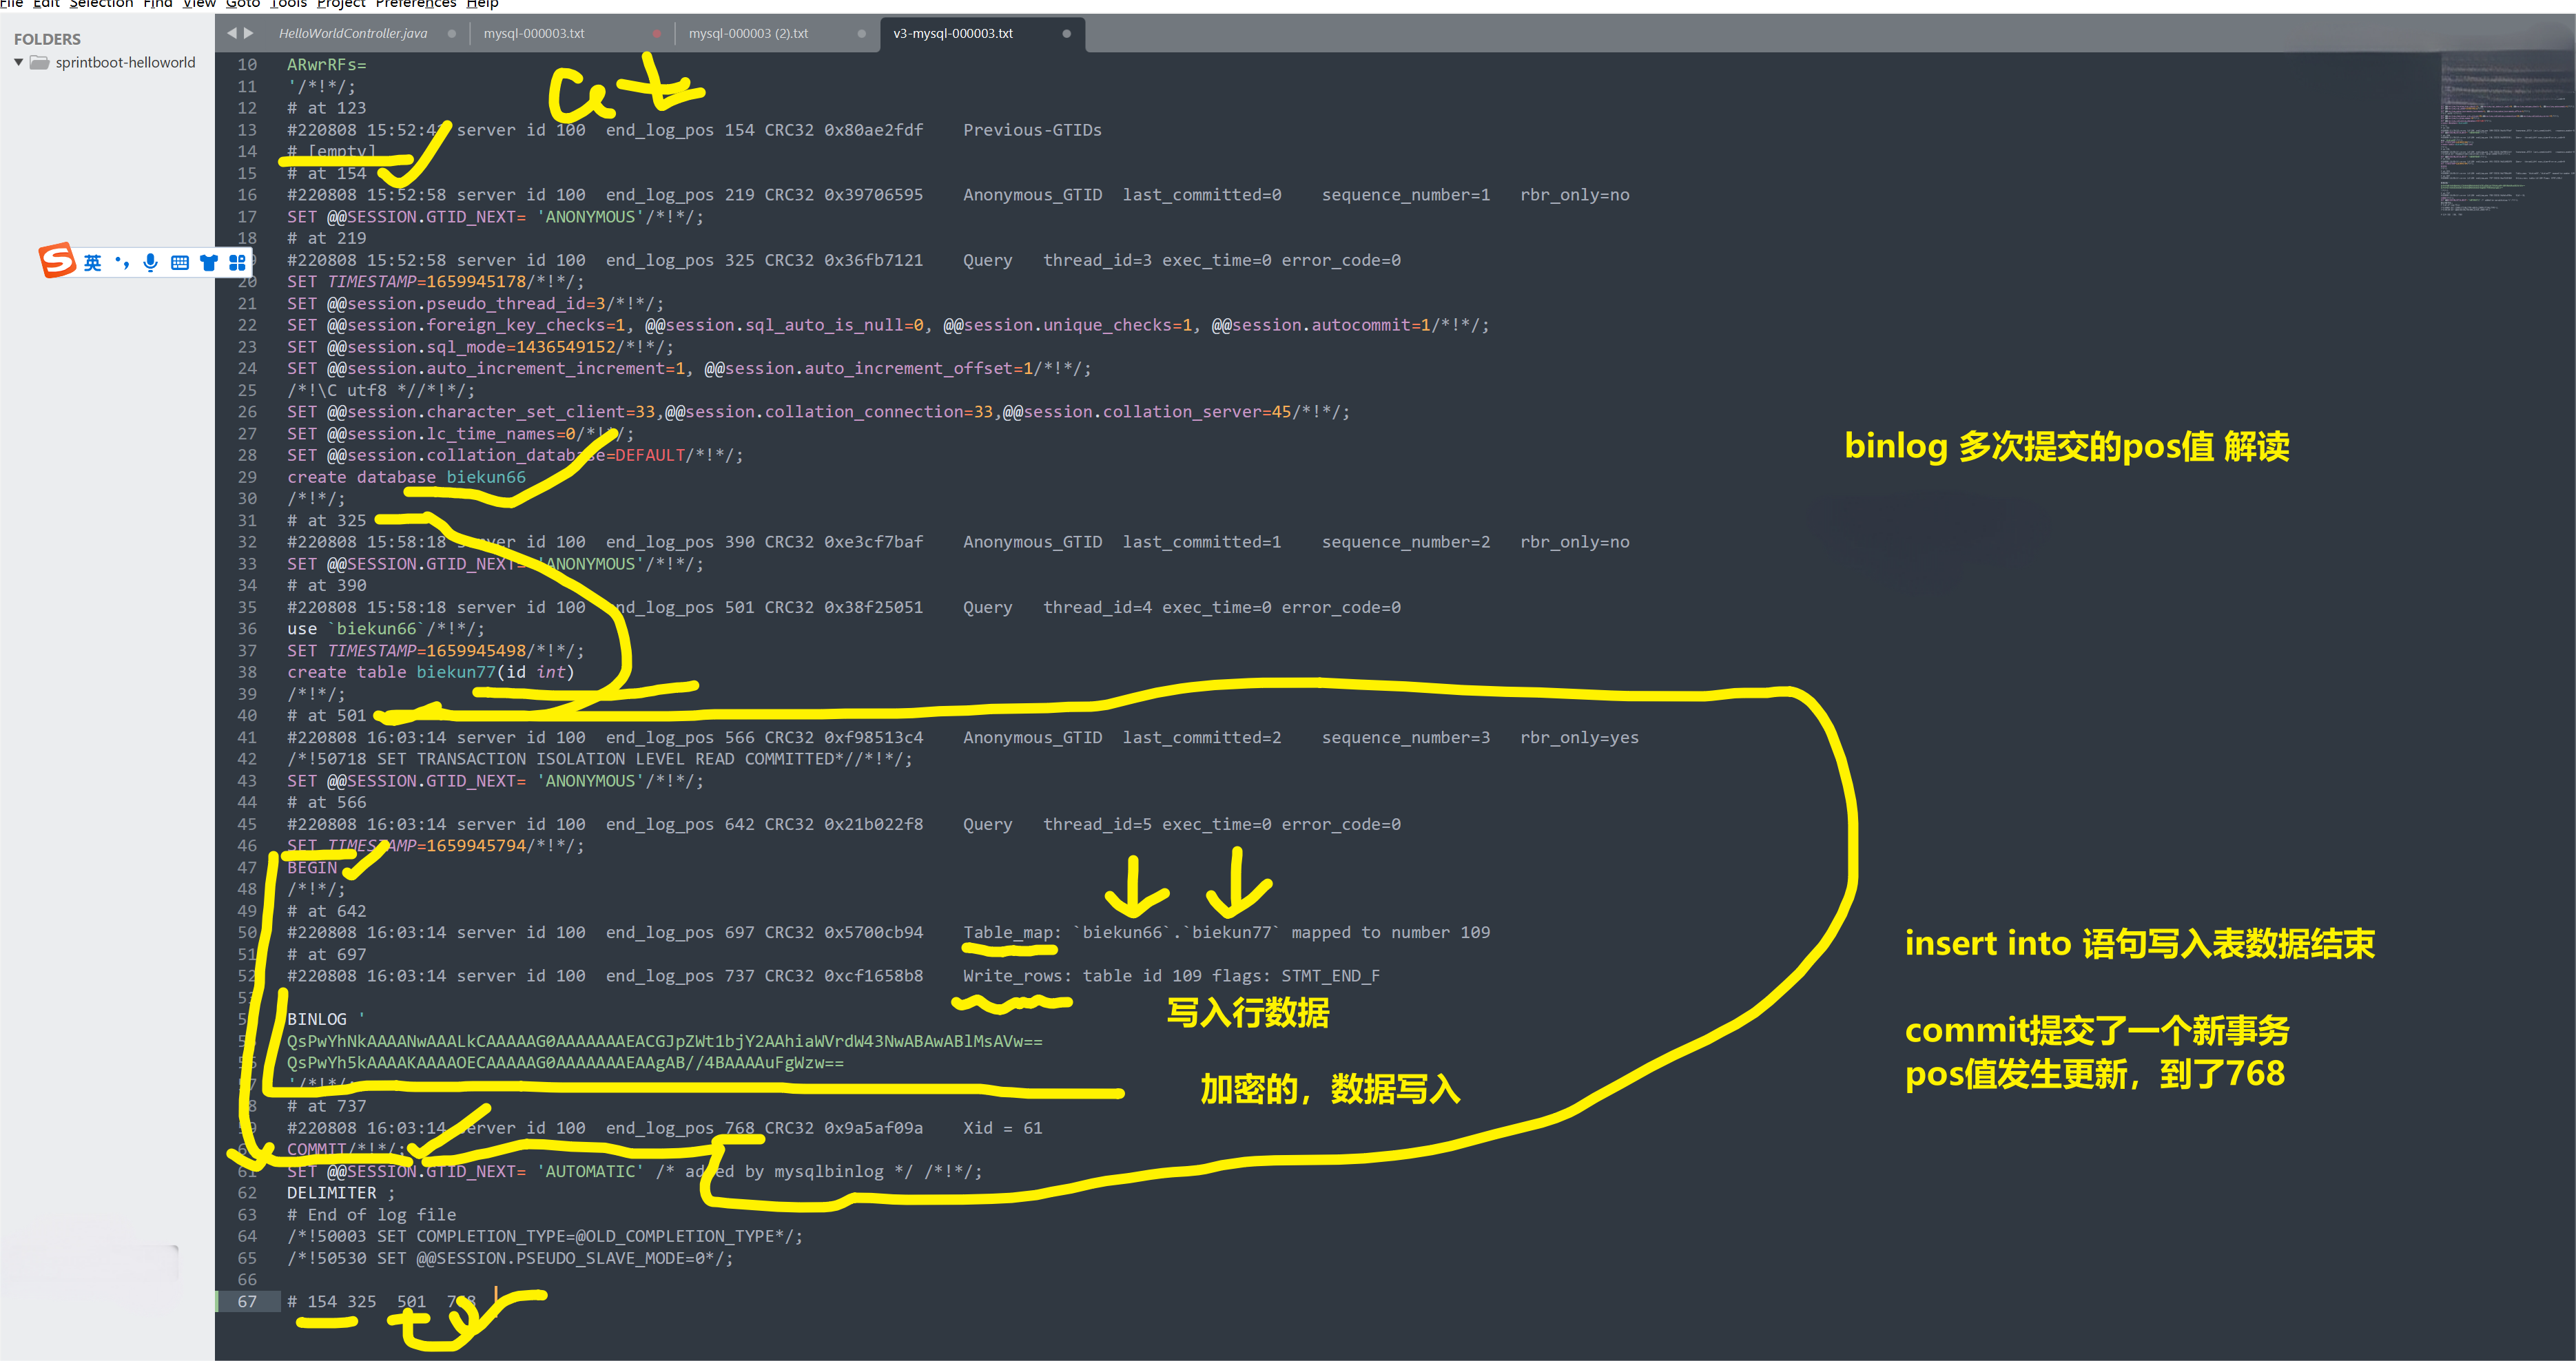 File Edit Selection Find View Goto Tools Project Preferences Help
FOLDERS
sprintboot-helloworld
HelloWorldController.java
mysql-000003.txt
mysql-000003 (2).txt
v3-mysql-000003.txt
英
10 ARwrRFs=
11 '/*!*/;
12 # at 123
13 #220808 15:52:43 server id 100 end_log_pos 154 CRC32 0x80ae2fdf Previous-GTIDs
14 # [empty]
15 # at 154
16 #220808 15:52:58 server id 100 end_log_pos 219 CRC32 0x39706595 Anonymous_GTID last_committed=0 sequence_number=1 rbr_only=no
17 SET @@SESSION.GTID_NEXT= 'ANONYMOUS'/*!*/;
18 # at 219
#220808 15:52:58 server id 100 end_log_pos 325 CRC32 0x36fb7121 Query thread_id=3 exec_time=0 error_code=0
20 SET TIMESTAMP=1659945178/*!*/;
21 SET @@session.pseudo_thread_id=3/*!*/;
22 SET @@session.foreign_key_checks=1, @@session.sql_auto_is_null=0, @@session.unique_checks=1, @@session.autocommit=1/*!*/;
23 SET @@session.sql_mode=1436549152/*!*/;
24 SET @@session.auto_increment_increment=1, @@session.auto_increment_offset=1/*!*/;
25 /*!\C utf8 *//*!*/;
26 SET @@session.character_set_client=33,@@session.collation_connection=33,@@session.collation_server=45/*!*/;
27 SET @@session.lc_time_names=0/*!*/;
28 SET @@session.collation_database=DEFAULT/*!*/;
binlog 多次提交的pos值 解读
29 create database biekun66
30 /*!*/;
31 # at 325
32 #220808 15:58:18 server id 100 end_log_pos 390 CRC32 0xe3cf7baf Anonymous_GTID last_committed=1 sequence_number=2 rbr_only=no
33 SET @@SESSION.GTID_NEXT= 'ANONYMOUS'/*!*/;
34 # at 390
35 #220808 15:58:18 server id 100 end_log_pos 501 CRC32 0x38f25051 Query thread_id=4 exec_time=0 error_code=0
36 use `biekun66`/*!*/;
37 SET TIMESTAMP=1659945498/*!*/;
38 create table biekun77(id int)
39 /*!*/;
40 # at 501
41 #220808 16:03:14 server id 100 end_log_pos 566 CRC32 0xf98513c4 Anonymous_GTID last_committed=2 sequence_number=3 rbr_only=yes
42 /*!50718 SET TRANSACTION ISOLATION LEVEL READ COMMITTED*//*!*/;
43 SET @@SESSION.GTID_NEXT= 'ANONYMOUS'/*!*/;
44 # at 566
45 #220808 16:03:14 server id 100 end_log_pos 642 CRC32 0x21b022f8 Query thread_id=5 exec_time=0 error_code=0
46 SET TIMESTAMP=1659945794/*!*/;
47 BEGIN
48 /*!*/;
49 # at 642
50 #220808 16:03:14 server id 100 end_log_pos 697 CRC32 0x5700cb94 Table_map: `biekun66`.`biekun77` mapped to number 109
51 # at 697
52 #220808 16:03:14 server id 100 end_log_pos 737 CRC32 0xcf1658b8 Write_rows: table id 109 flags: STMT_END_F
insert into 语句写入表数据结束
写入行数据
BINLOG '
commit提交了一个新事务
QsPwYhNkAAAANwAAALkCAAAAAG0AAAAAAAEACGJpZWt1bjY2AAhiaWVrdW43NwABAwABlMsAVw==
QsPwYh5kAAAAKAAAAOECAAAAAG0AAAAAAAEAAgAB//4BAAAAuFgWzw==
pos值发生更新，到了768
'/*!*/;
加密的，数据写入
# at 737
#220808 16:03:14 server id 100 end_log_pos 768 CRC32 0x9a5af09a Xid = 61
COMMIT/*!*/;
61 SET @@SESSION.GTID_NEXT= 'AUTOMATIC' /* added by mysqlbinlog */ /*!*/;
62 DELIMITER ;
63 # End of log file
64 /*!50003 SET COMPLETION_TYPE=@OLD_COMPLETION_TYPE*/;
65 /*!50530 SET @@SESSION.PSEUDO_SLAVE_MODE=0*/;
66
67 # 154 325 501 768